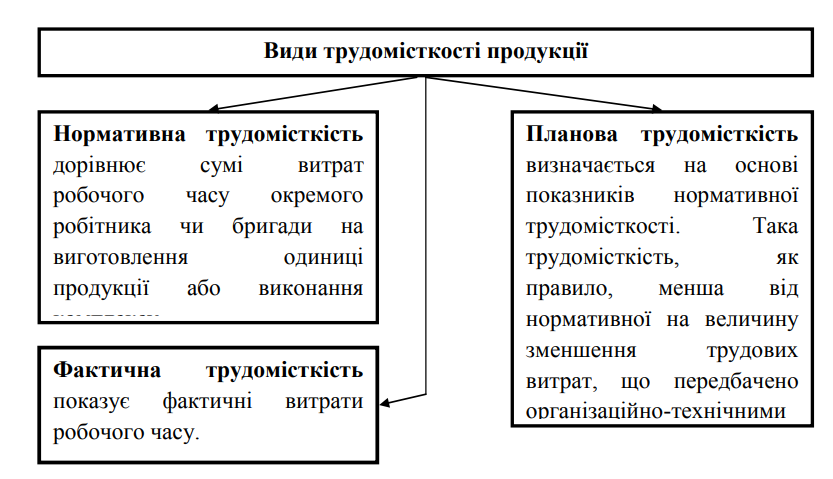 Види трудомісткості продукції
Нормативна трудомісткість
дорівнює сумі витрат
робочого часу окремого
робітника чи бригади на
виготовлення одиниці
продукції або виконання
Фактична трудомісткість
показує фактичні витрати
робочого часу.
Планова трудомісткість
визначається на основі
показників нормативної
трудомісткості. Така
трудомісткість, як
правило, менша від
нормативної на величину
зменшення трудових
витрат, що передбачено
організаційно-технічними